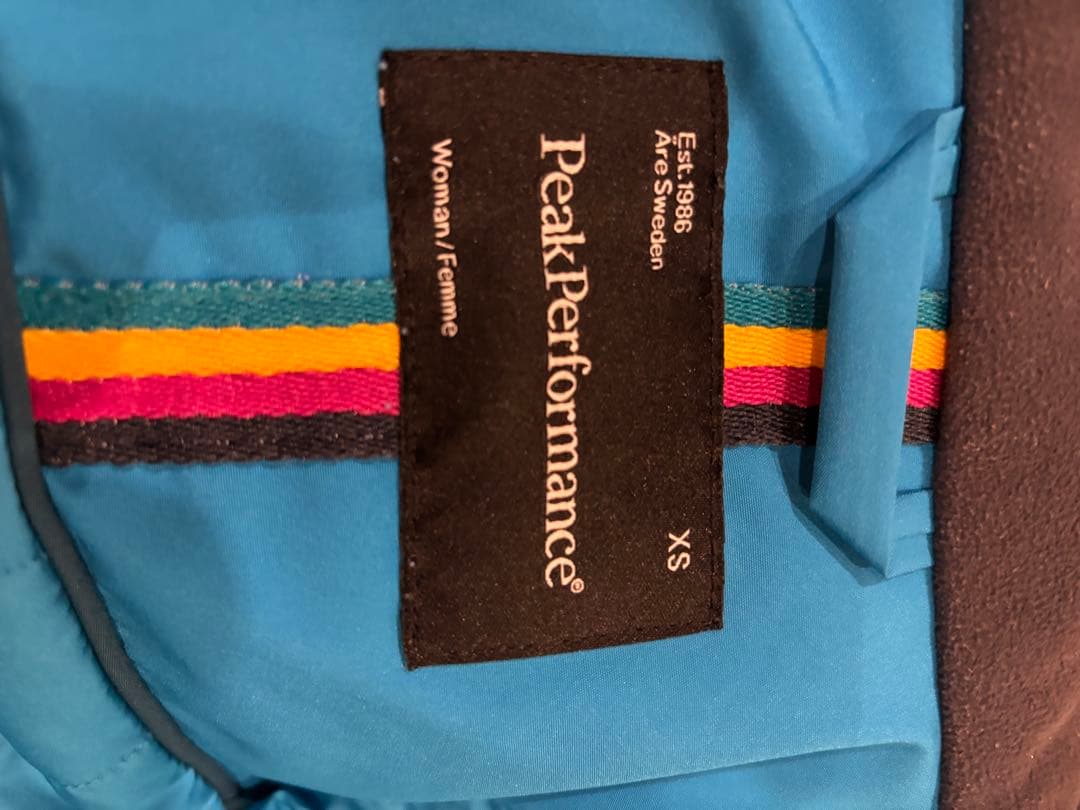 Est. 1986
Åre Sweden
XS
PeakPerformance®
Woman/Femme